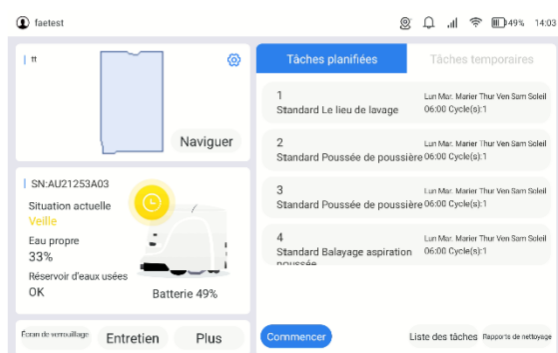 faetest
49% 14:03
tt
Naviguer
SN:AU21253A03
Situation actuelle
Veille
Eau propre
33%
Réservoir d'eaux usées
OK
Batterie 49%
Écran de verrouillage
Entretien
Plus
Tâches planifiées
Tâches temporaires
1
Lun Mar. Marier Thur Ven Sam Soleil
Standard Le lieu de lavage
06:00 Cycle(s):1
2
Lun Mar. Marier Thur Ven Sam Soleil
Standard Poussée de poussière
06:00 Cycle(s):1
3
Lun Mar. Marier Thur Ven Sam Soleil
Standard Poussée de poussière
06:00 Cycle(s):1
4
Lun Mar. Marier Thur Ven Sam Soleil
Standard Balayage aspiration
06:00 Cycle(s):1
poussée
Commencer
Liste des tâches
Rapports de nettoyage